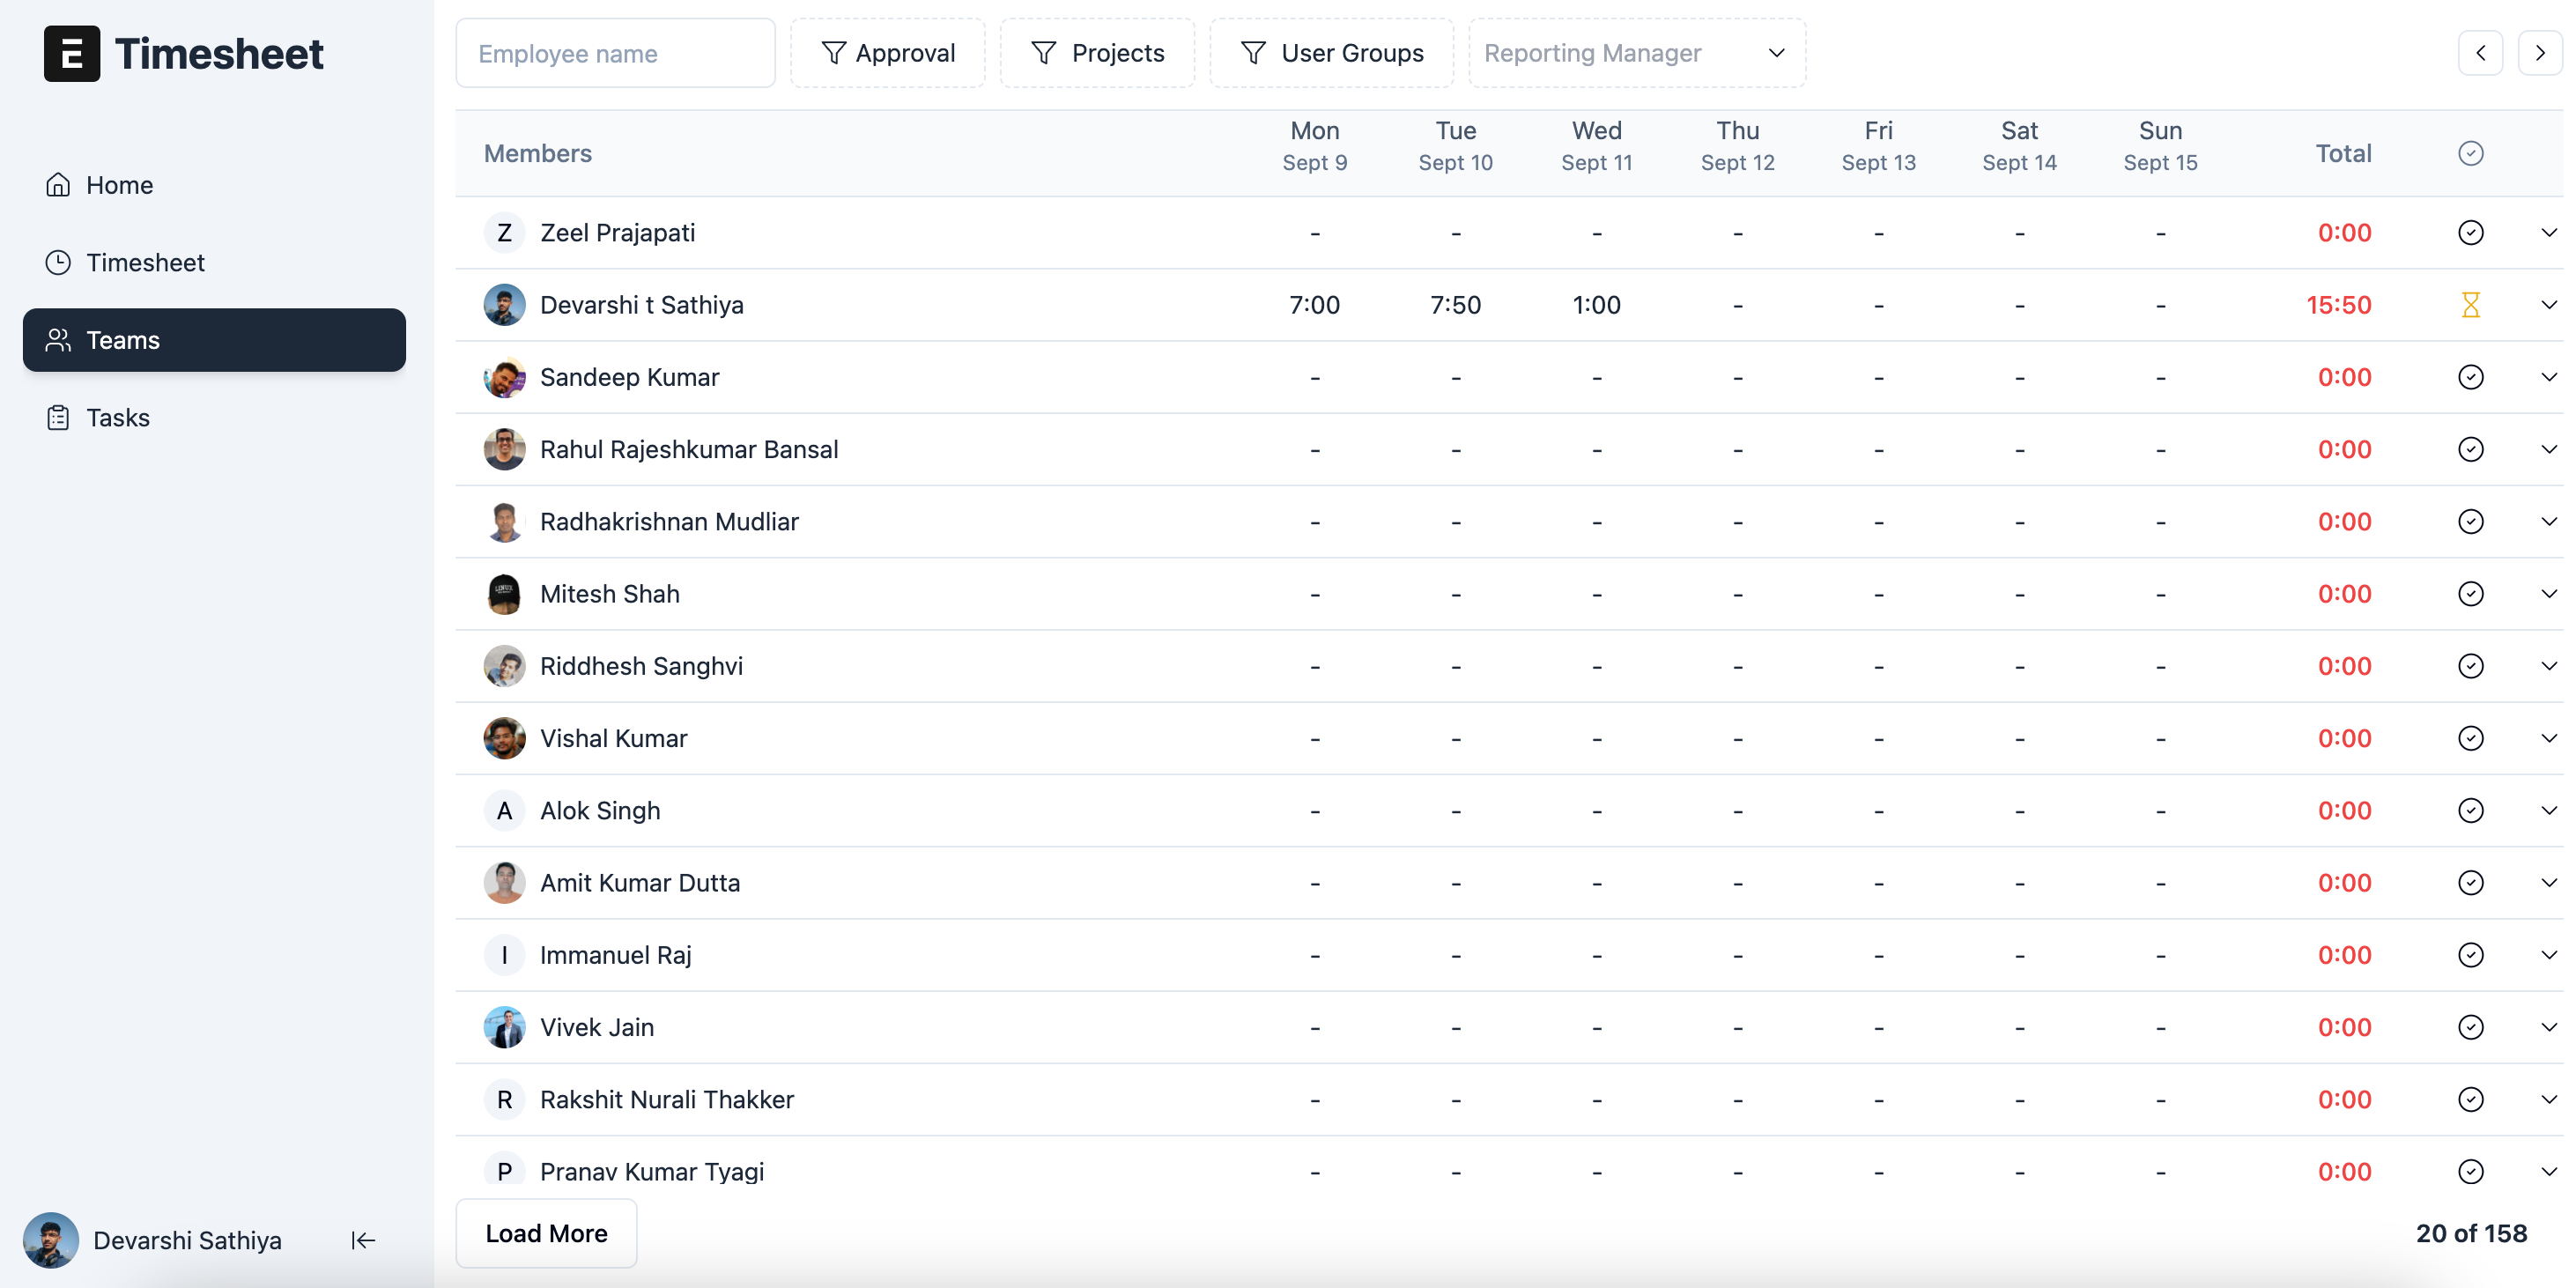 Timesheet
Home
Timesheet
Teams
Tasks
Devarshi Sathiya
Employee name
Approval
Projects
User Groups
Reporting Manager
Members Mon Sept 9 Tue Sept 10 Wed Sept 11 Thu Sept 12 Fri Sept 13 Sat Sept 14 Sun Sept 15 Total
Z Zeel Prajapati - - - - - - - 0:00
Devarshi t Sathiya 7:00 7:50 1:00 - - - - 15:50
Sandeep Kumar - - - - - - - 0:00
Rahul Rajeshkumar Bansal - - - - - - - 0:00
Radhakrishnan Mudliar - - - - - - - 0:00
Mitesh Shah - - - - - - - 0:00
Riddhesh Sanghvi - - - - - - - 0:00
Vishal Kumar - - - - - - - 0:00
A Alok Singh - - - - - - - 0:00
Amit Kumar Dutta - - - - - - - 0:00
I Immanuel Raj - - - - - - - 0:00
Vivek Jain - - - - - - - 0:00
R Rakshit Nurali Thakker - - - - - - - 0:00
P Pranav Kumar Tyagi - - - - - - - 0:00
Load More
20 of 158